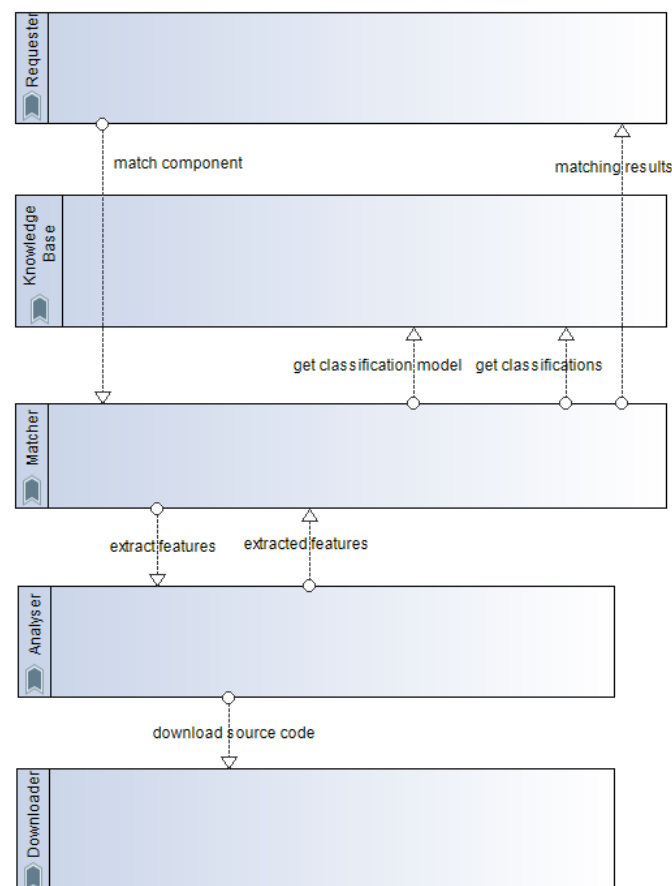 Requester
match component
matching results
Knowledge
Base
get classification model
get classifications
Matcher
extract features
extracted features
Analyser
download source code
Downloader